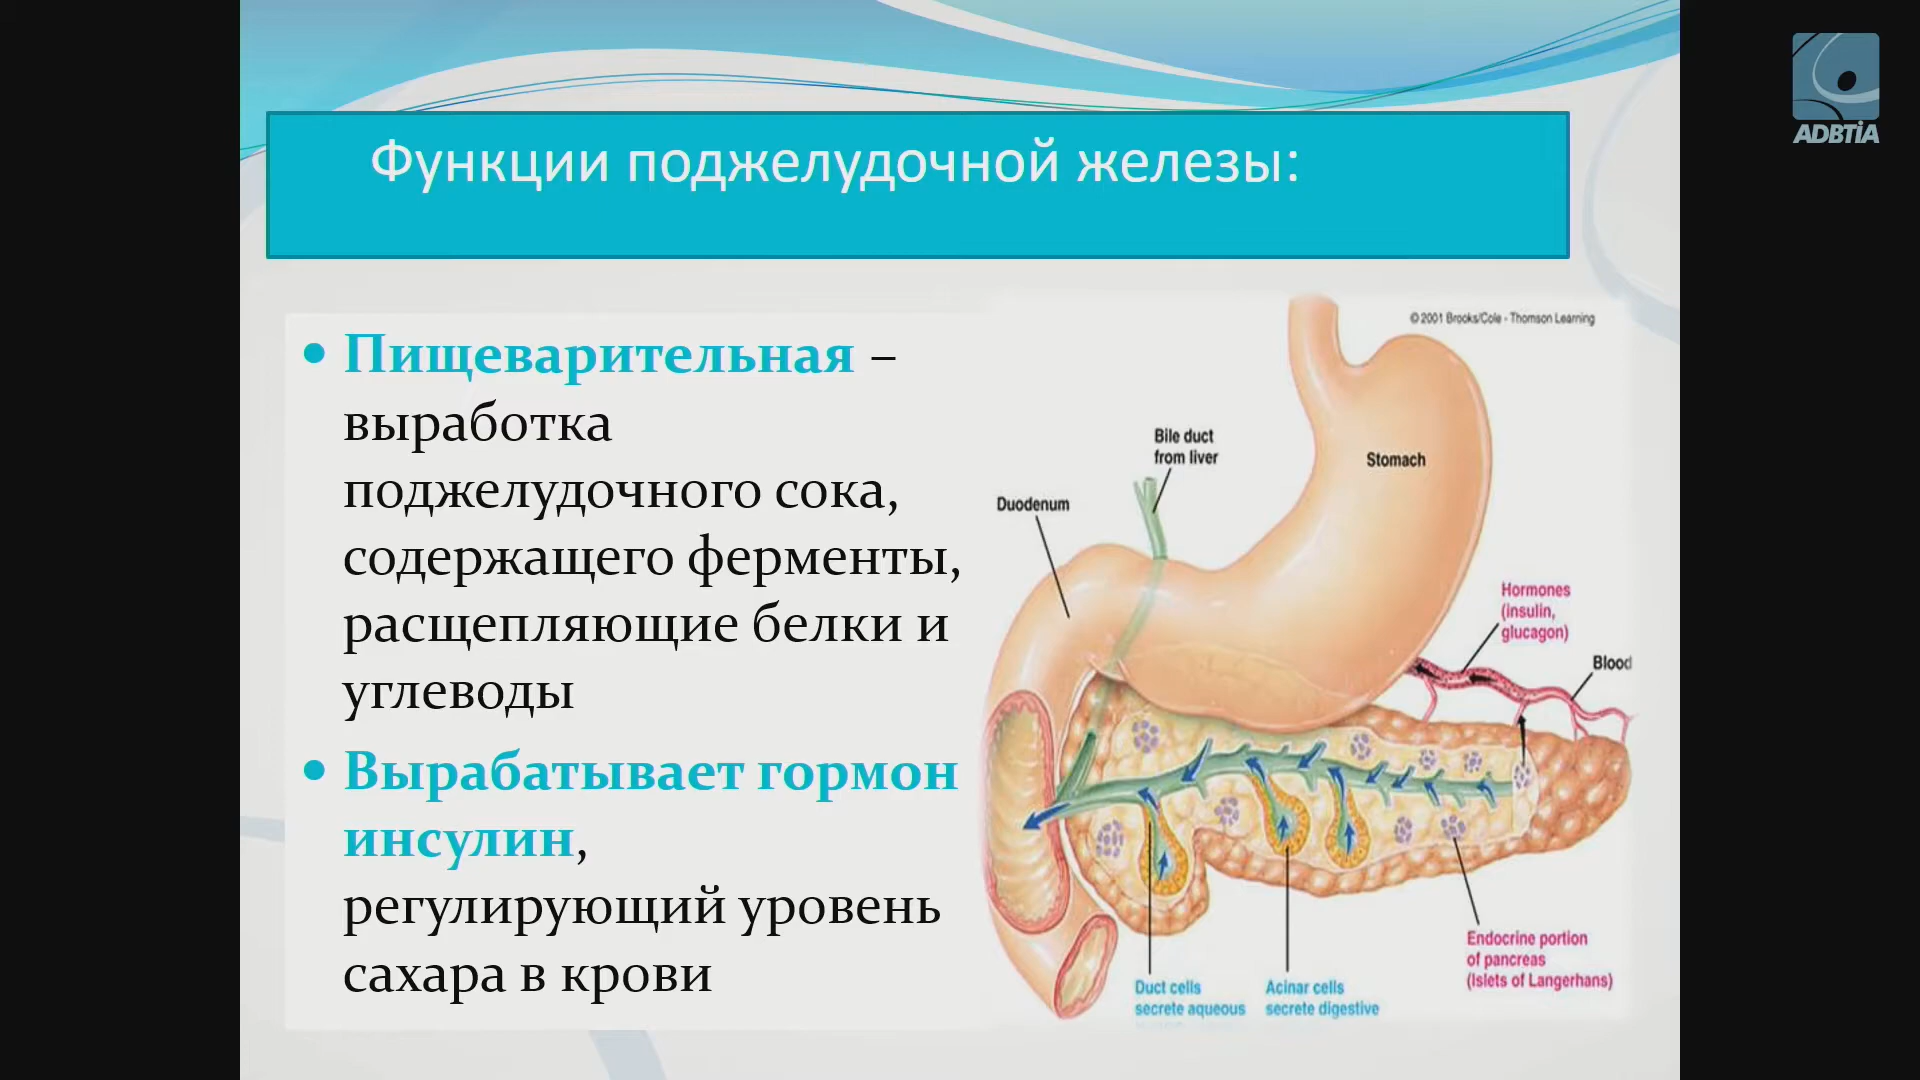 ADBTİA
Функции поджелудочной железы:
Пищеварительная –
выработка
поджелудочного сока,
содержащего ферменты,
расщепляющие белки и
углеводы
Вырабатывает гормон
инсулин,
регулирующий уровень
сахара в крови
© 2001 Brooks/Cole - Thomson Learning
Bile duct
from liver
Stomach
Duodenum
Hormones
(insulin,
glucagon)
Blood
Endocrine portion
of pancreas
(Islets of Langerhans)
Duct cells
secrete aqueous
Acinar cells
secrete digestive